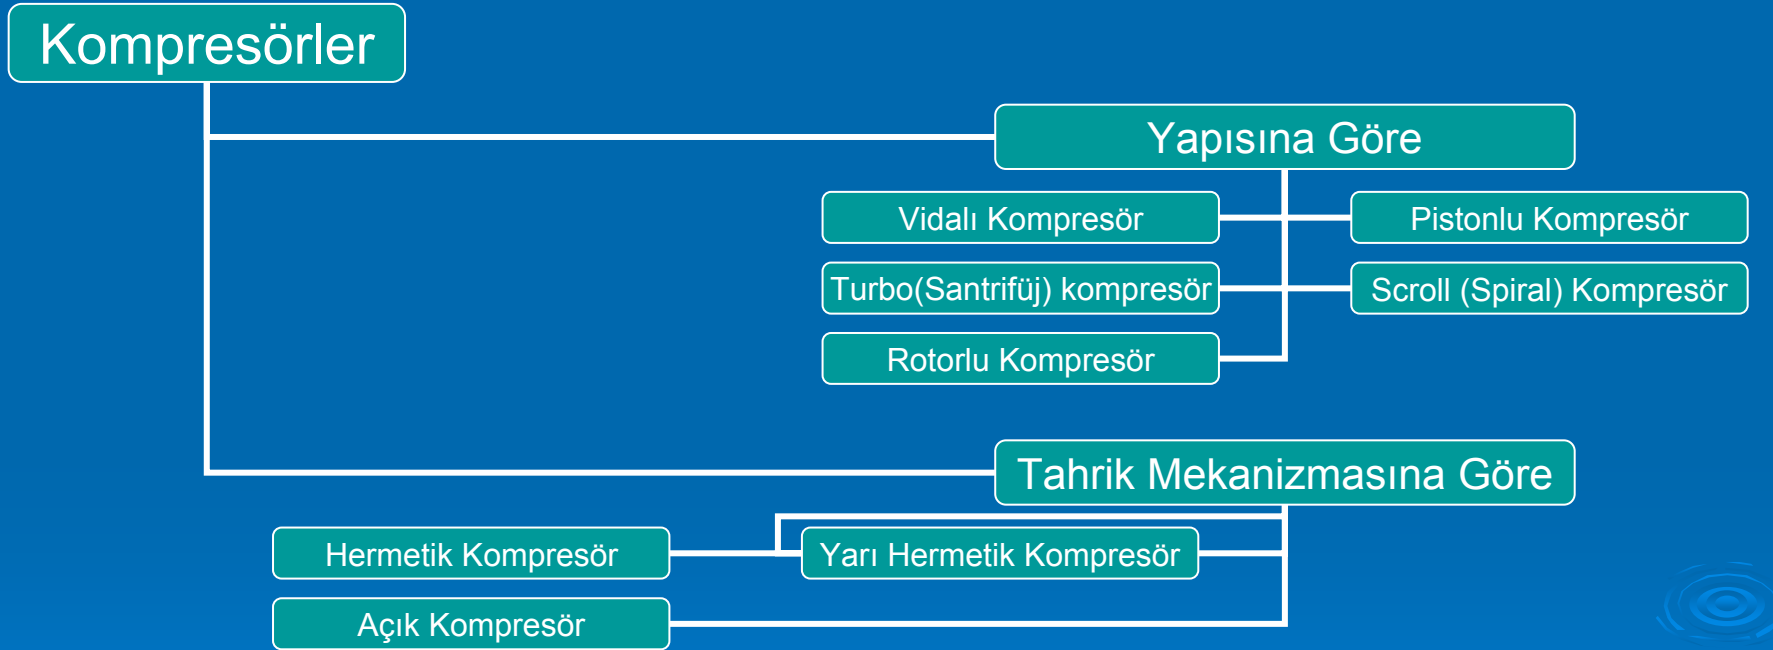 Kompresörler
Yapısına Göre
Vidalı Kompresör
Pistonlu Kompresör
Turbo(Santrifüj) kompresör
Scroll (Spiral) Kompresör
Rotorlu Kompresör
Tahrik Mekanizmasına Göre
Hermetik Kompresör
Yarı Hermetik Kompresör
Açık Kompresör